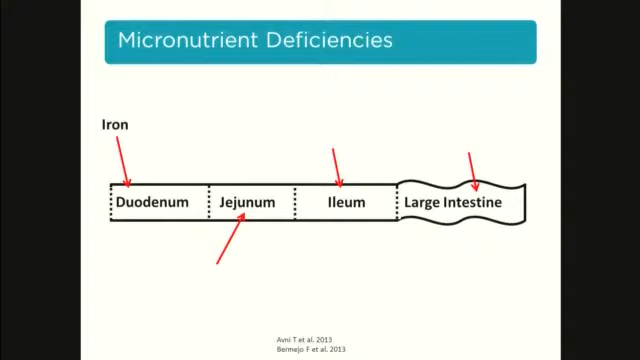 Micronutrient Deficiencies
Iron
Duodenum
Jejunum
Ileum
Large Intestine
Avni T et al. 2013
Bermejo F et al. 2013